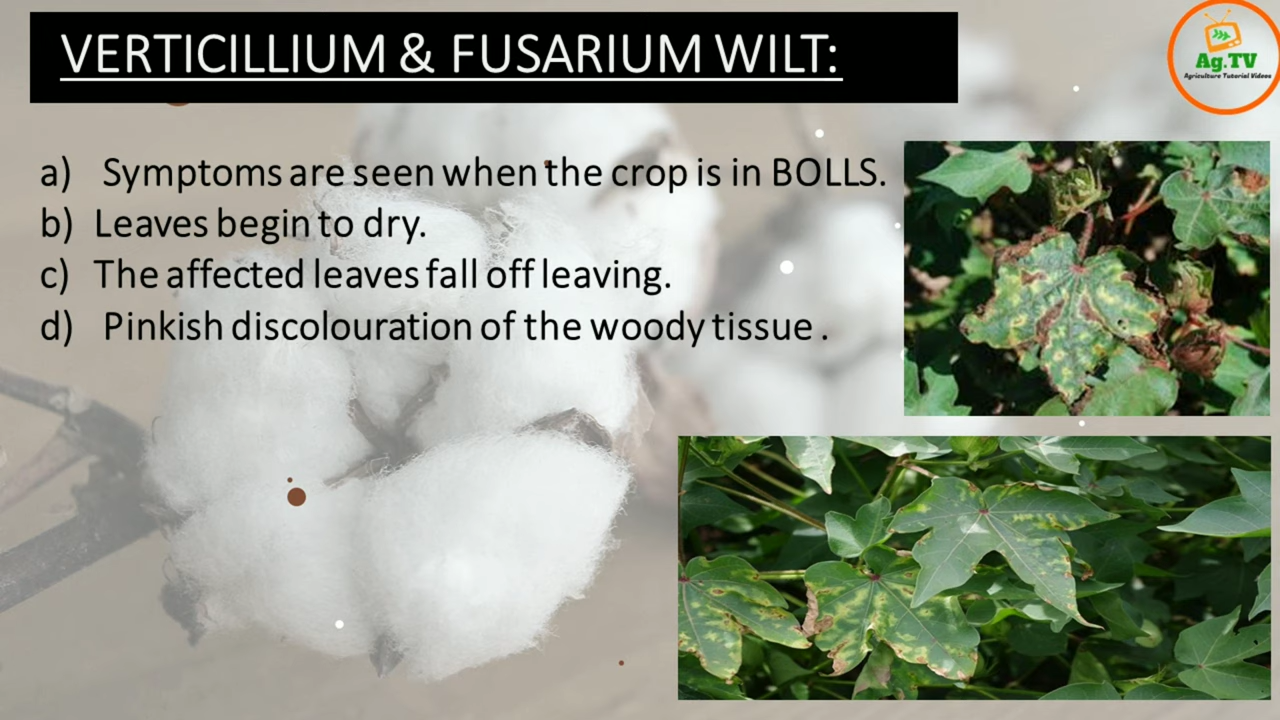 VERTICILLIUM & FUSARIUM WILT:
Ag.TV
Agriculture Tutorial Videos
a) Symptoms are seen when the crop is in BOLLS.
b) Leaves begin to dry.
c) The affected leaves fall off leaving.
d) Pinkish discolouration of the woody tissue .